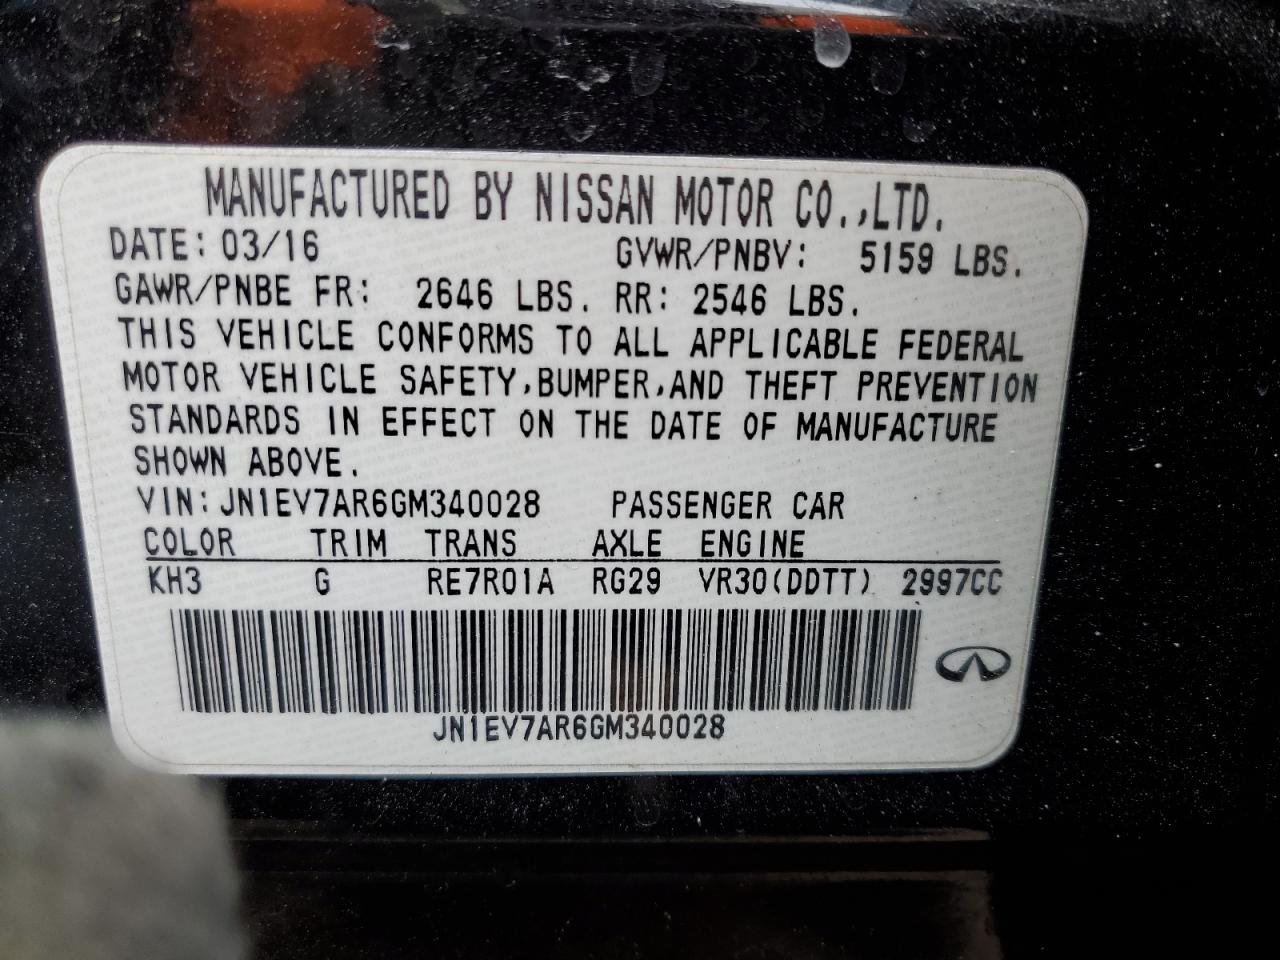 MANUFACTURED BY NISSAN MOTOR CO.,LTD.
DATE: 03/16 GVWR/PNBV: 5159 LBS.
GAWR/PNBE FR: 2646 LBS. RR: 2546 LBS.
THIS VEHICLE CONFORMS TO ALL APPLICABLE FEDERAL
MOTOR VEHICLE SAFETY,BUMPER,AND THEFT PREVENTION
STANDARDS IN EFFECT ON THE DATE OF MANUFACTURE
SHOWN ABOVE.
VIN:JN1EV7AR6GM340028 PASSENGER CAR
COLOR TRIM TRANS AXLE ENGINE
KH3 G RE7R01A RG29 VR30(DDTT) 2997CC
JN1EV7AR6GM340028